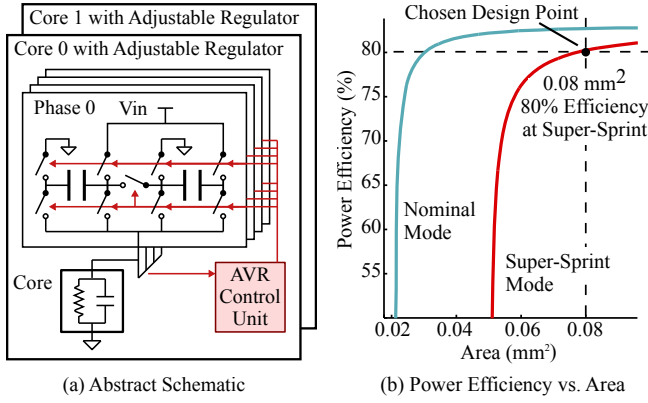 Core 1 with Adjustable Regulator
Core 0 with Adjustable Regulator
Phase 0
Vin
Core
AVR
Control
Unit
(a) Abstract Schematic
Chosen Design Point
Power Efficiency (%)
80
75
70
65
60
55
0.08 mm²
80% Efficiency
at Super-Sprint
Nominal
Mode
Super-Sprint
Mode
0.02
0.04
0.06
0.08
Area (mm²)
(b) Power Efficiency vs. Area